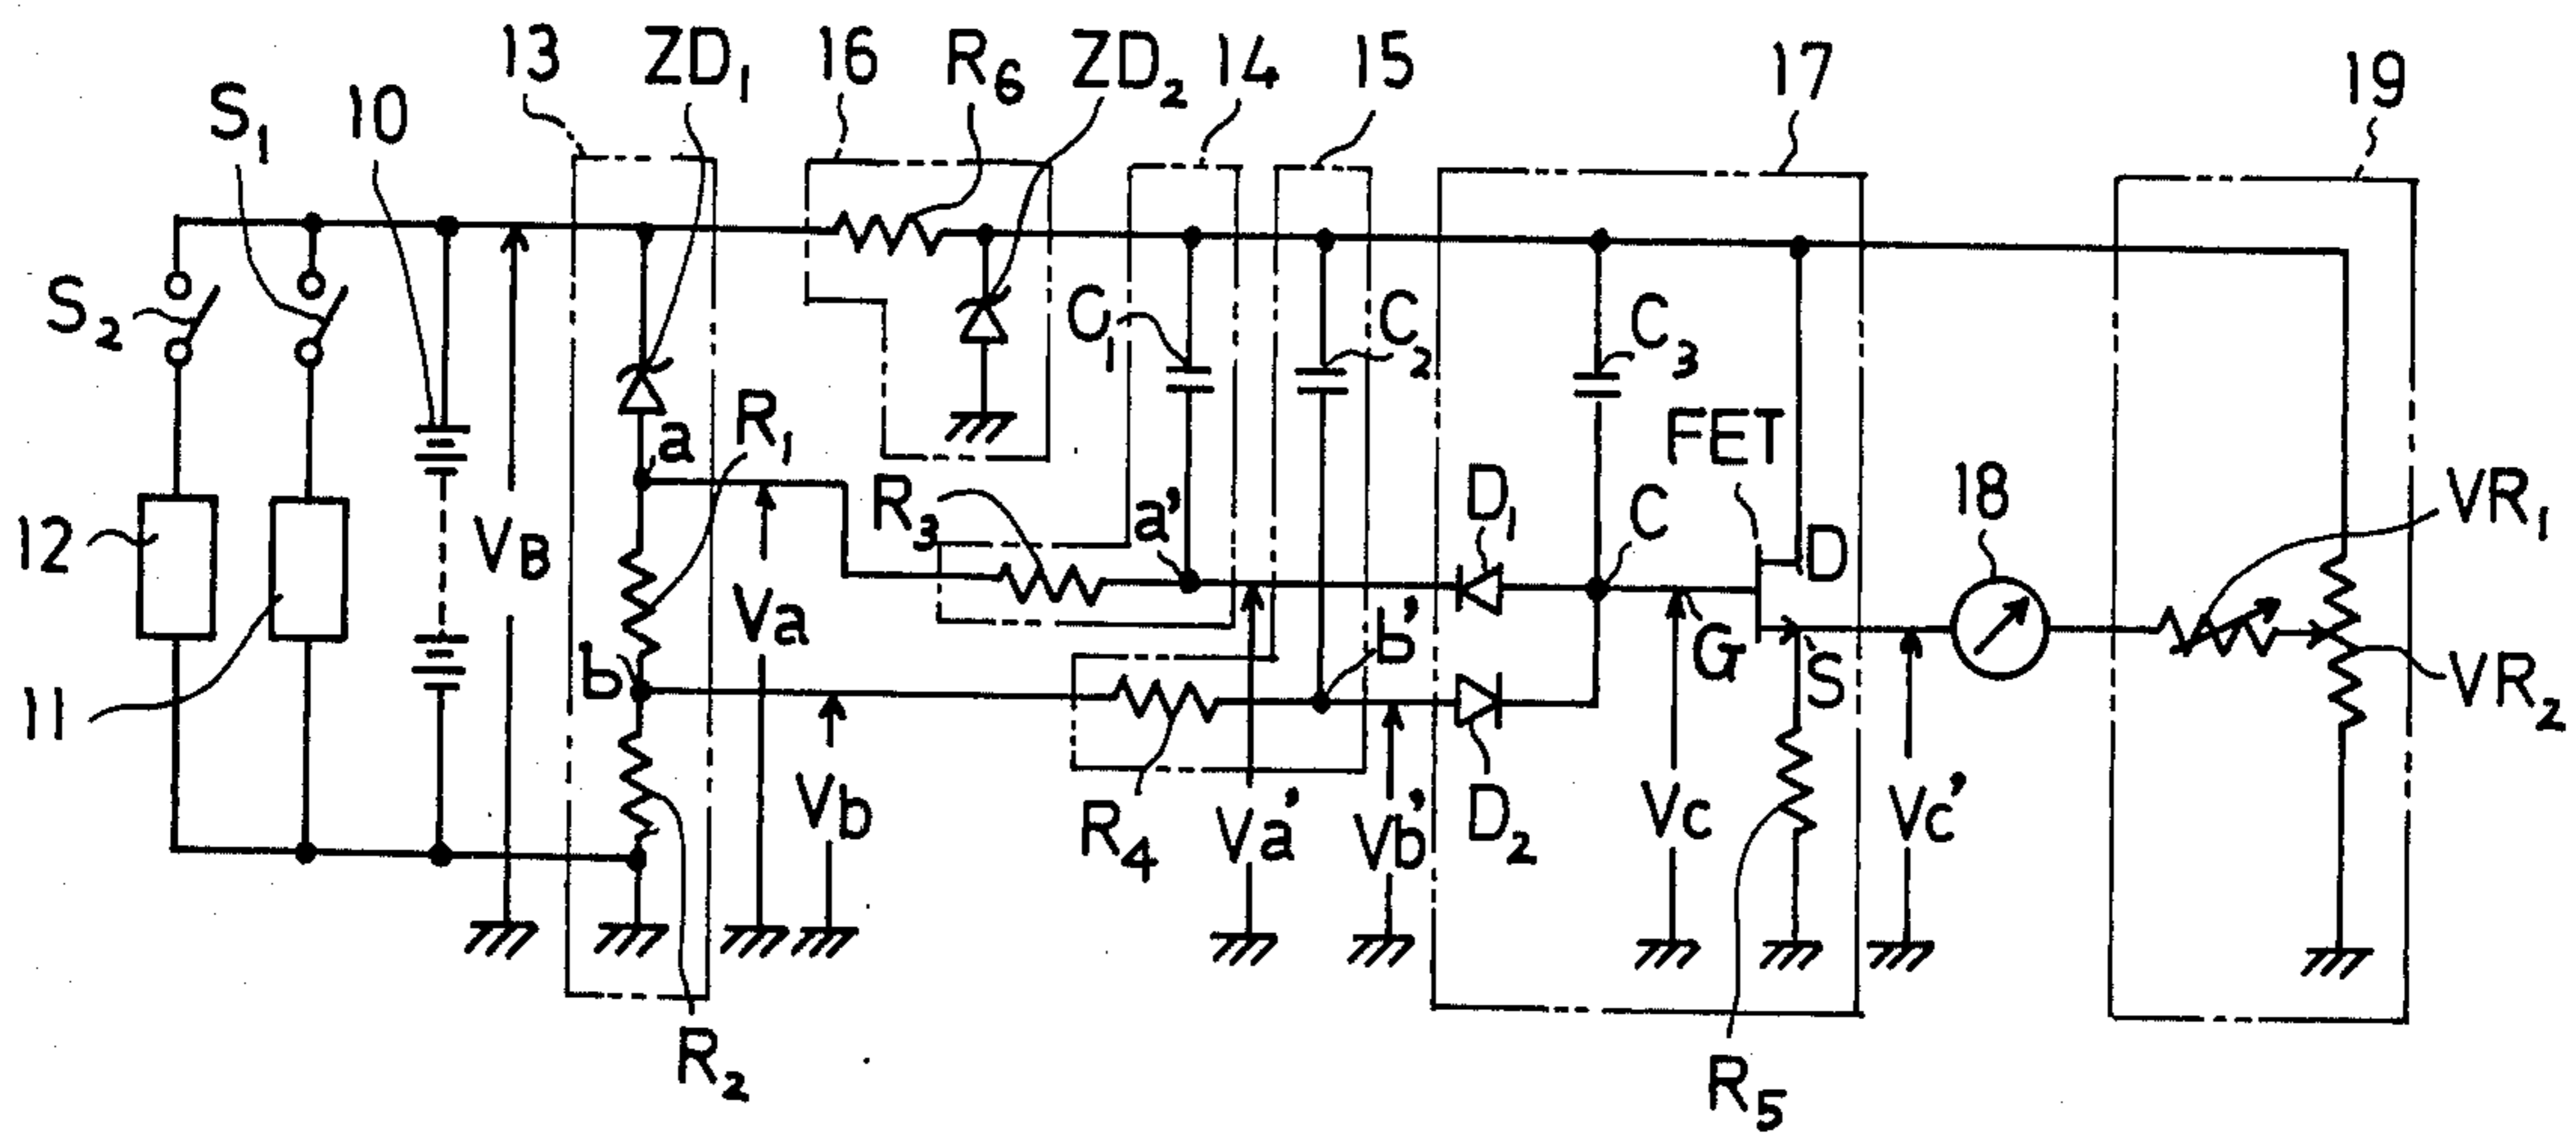 13
ZD₁
16
R₆
ZD₂
14
15
17
19
S₁
10
S₂
C₁
C₂
C₃
a
R₁
FET
12
V_B
R₃
a'
D₁
C
18
D
VR₁
Va
b
b'
G
S
VR₂
11
Vb
R₄
Va'
Vb'
D₂
Vc
Vc'
R₂
R₅